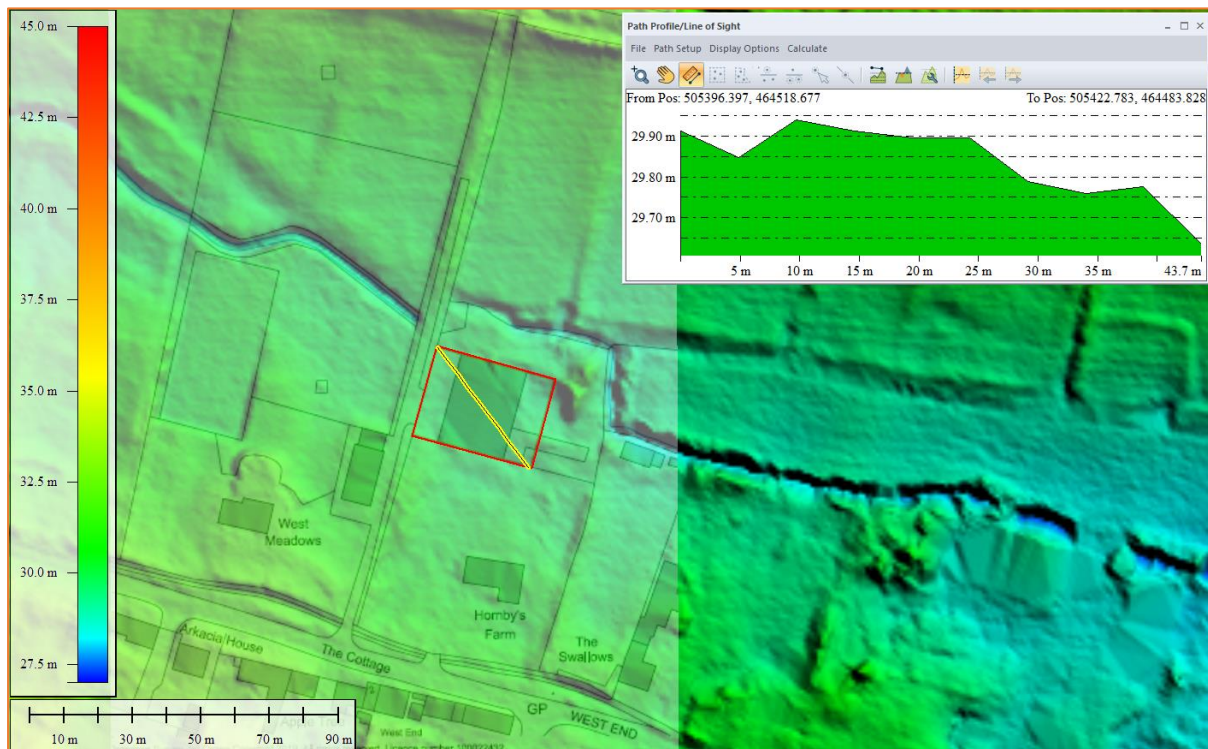 45.0 m
42.5 m
40.0 m
37.5 m
35.0 m
32.5 m
30.0 m
27.5 m
10 m 30 m 50 m 70 m 90 m
Path Profile/Line of Sight
File Path Setup Display Options Calculate
From Pos: 505396.397, 464518.677 To Pos: 505422.783, 464483.828
29.90 m
29.80 m
29.70 m
5 m 10 m 15 m 20 m 25 m 30 m 35 m 43.7 m
West
Meadows
Hornby's
Farm
The
Swallows
Arkacia House
The Cottage
GP
WEST END
West End
Licence number 100022432